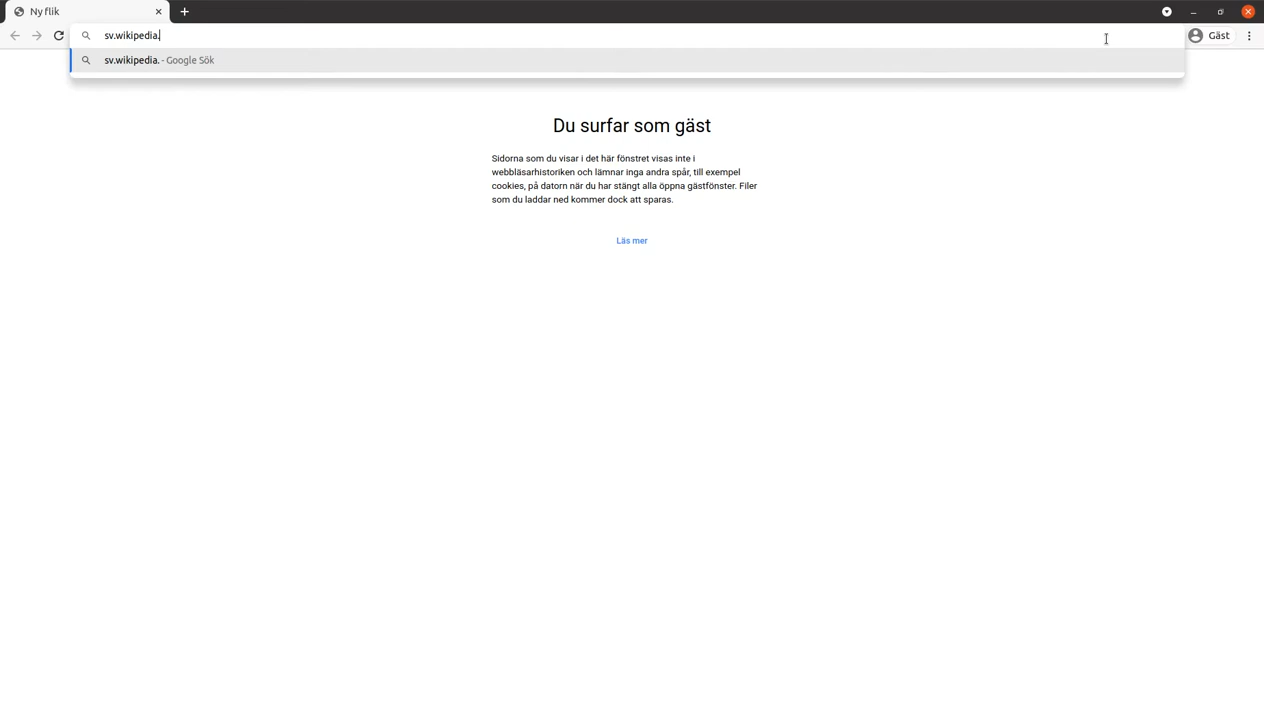 Ny flik
sv.wikipedia.
Gäst
sv.wikipedia. - Google Sök
Du surfar som gäst
Sidorna som du visar i det här fönstret visas inte i
webbläsarhistoriken och lämnar inga andra spår, till exempel
cookies, på datorn när du har stängt alla öppna gästfönster. Filer
som du laddar ned kommer dock att sparas.
Läs mer